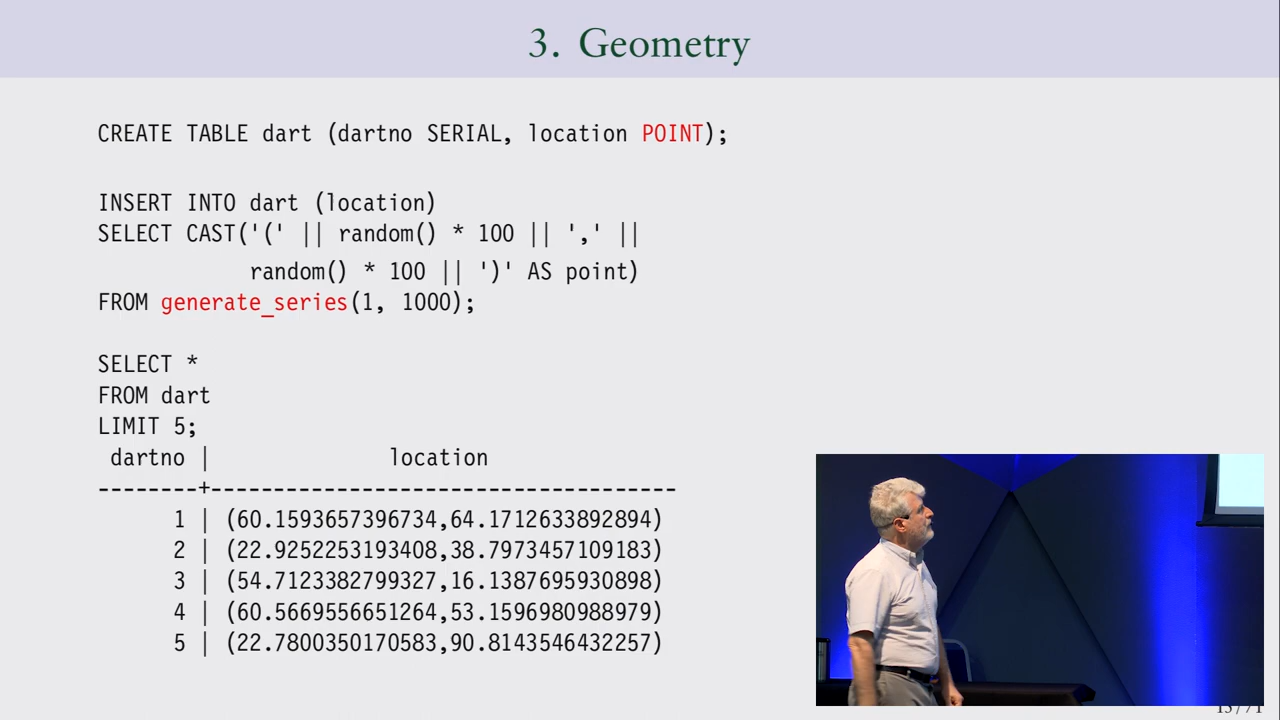 3. Geometry
CREATE TABLE dart (dartno SERIAL, location POINT);
INSERT INTO dart (location)
SELECT CAST('(' || random() * 100 || ',' ||
random() * 100 || ')' AS point)
FROM generate_series(1, 1000);
SELECT *
FROM dart
LIMIT 5;
dartno | location
--------+-------------------------------------
1 | (60.1593657396734,64.1712633892894)
2 | (22.9252253193408,38.7973457109183)
3 | (54.7123382799327,16.1387695930898)
4 | (60.5669556651264,53.1596980988979)
5 | (22.7800350170583,90.8143546432257)